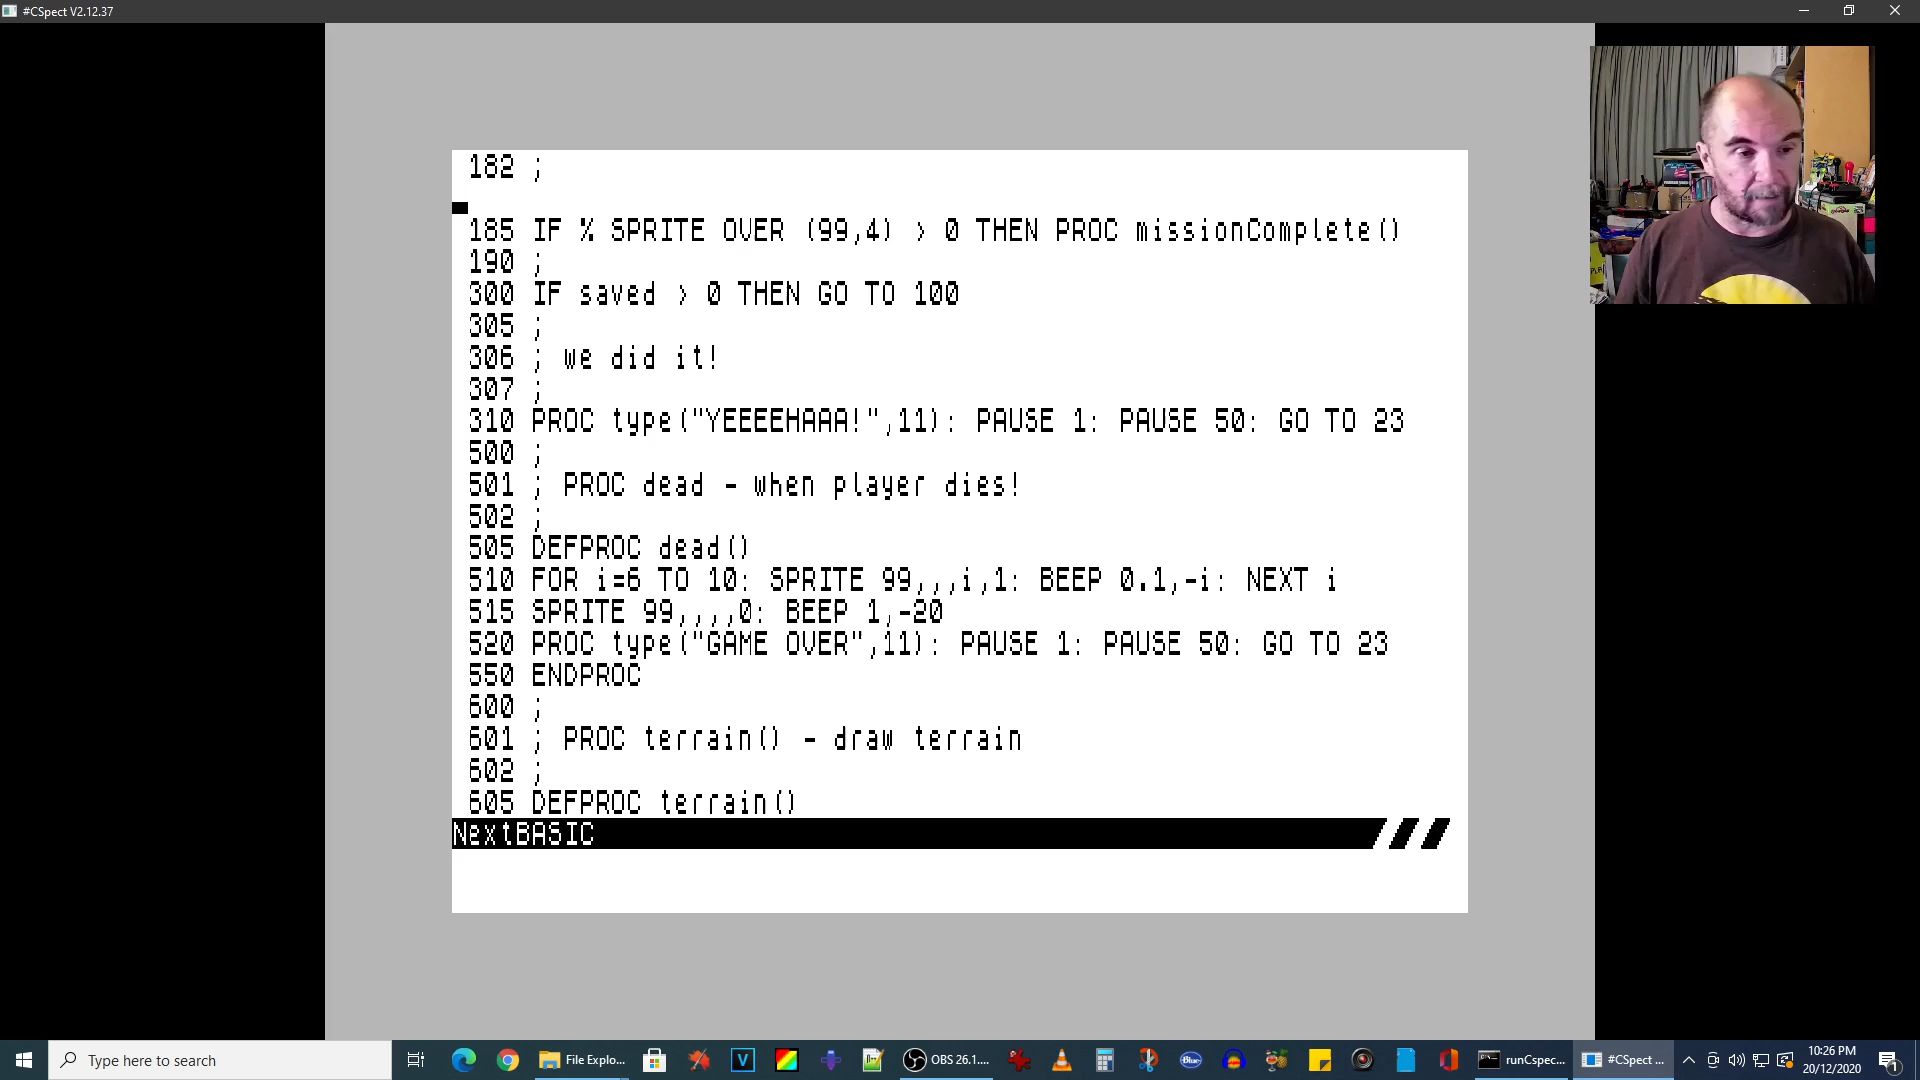 #CSpect V2.12.37
182 ;
185 IF % SPRITE OVER (99,4) > 0 THEN PROC missionComplete()
190 ;
300 IF saved > 0 THEN GO TO 100
305 ;
306 ; we did it!
307 ;
310 PROC type("YEEEEHAAA!",11): PAUSE 1: PAUSE 50: GO TO 23
500 ;
501 ; PROC dead - when player dies!
502 ;
505 DEFPROC dead()
510 FOR i=6 TO 10: SPRITE 99,,,i,1: BEEP 0.1,-i: NEXT i
515 SPRITE 99,,,,0: BEEP 1,-20
520 PROC type("GAME OVER",11): PAUSE 1: PAUSE 50: GO TO 23
550 ENDPROC
600 ;
601 ; PROC terrain() - draw terrain
602 ;
605 DEFPROC terrain()
NextBASIC
Type here to search
File Explo...
V
OBS 26.1....
Blue
runCspec...
#CSpect ...
10:26 PM
20/12/2020
1